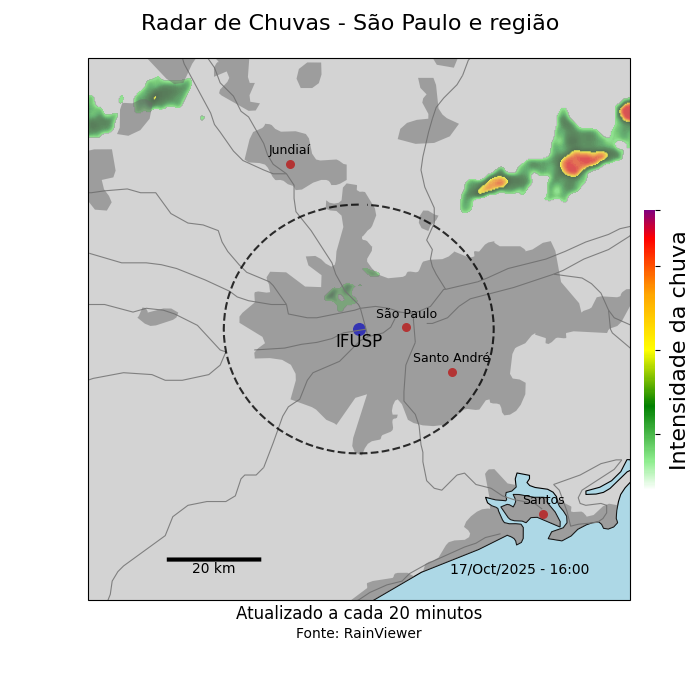 Radar de Chuvas - São Paulo e região
Jundiaí
São Paulo
IFUSP
Santo André
Santos
20 km
17/Oct/2025 - 16:00
Intensidade da chuva
Atualizado a cada 20 minutos
Fonte: RainViewer